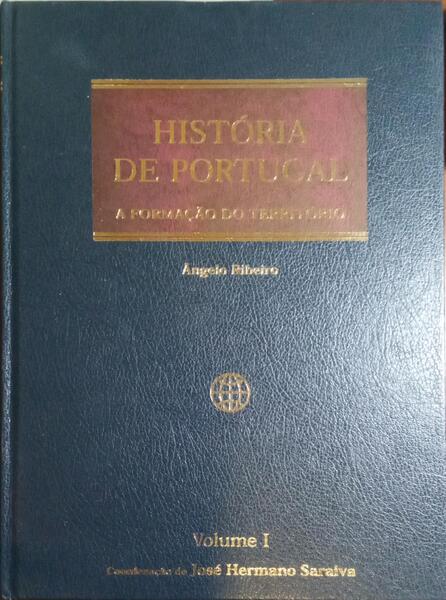 HISTÓRIA
DE PORTUGAL
A FORMAÇÃO DO TERRITÓRIO
Ângelo Ribeiro
Volume I
Coordenação de José Hermano Saraiva